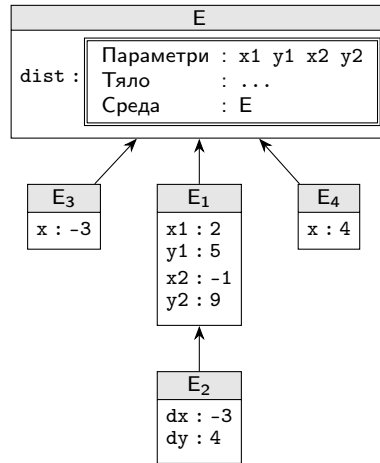 E
dist :
Параметри : x1 y1 x2 y2
Тяло : ...
Среда : E
E₃
x : -3
E₁
x1 : 2
y1 : 5
x2 : -1
y2 : 9
E₄
x : 4
E₂
dx : -3
dy : 4